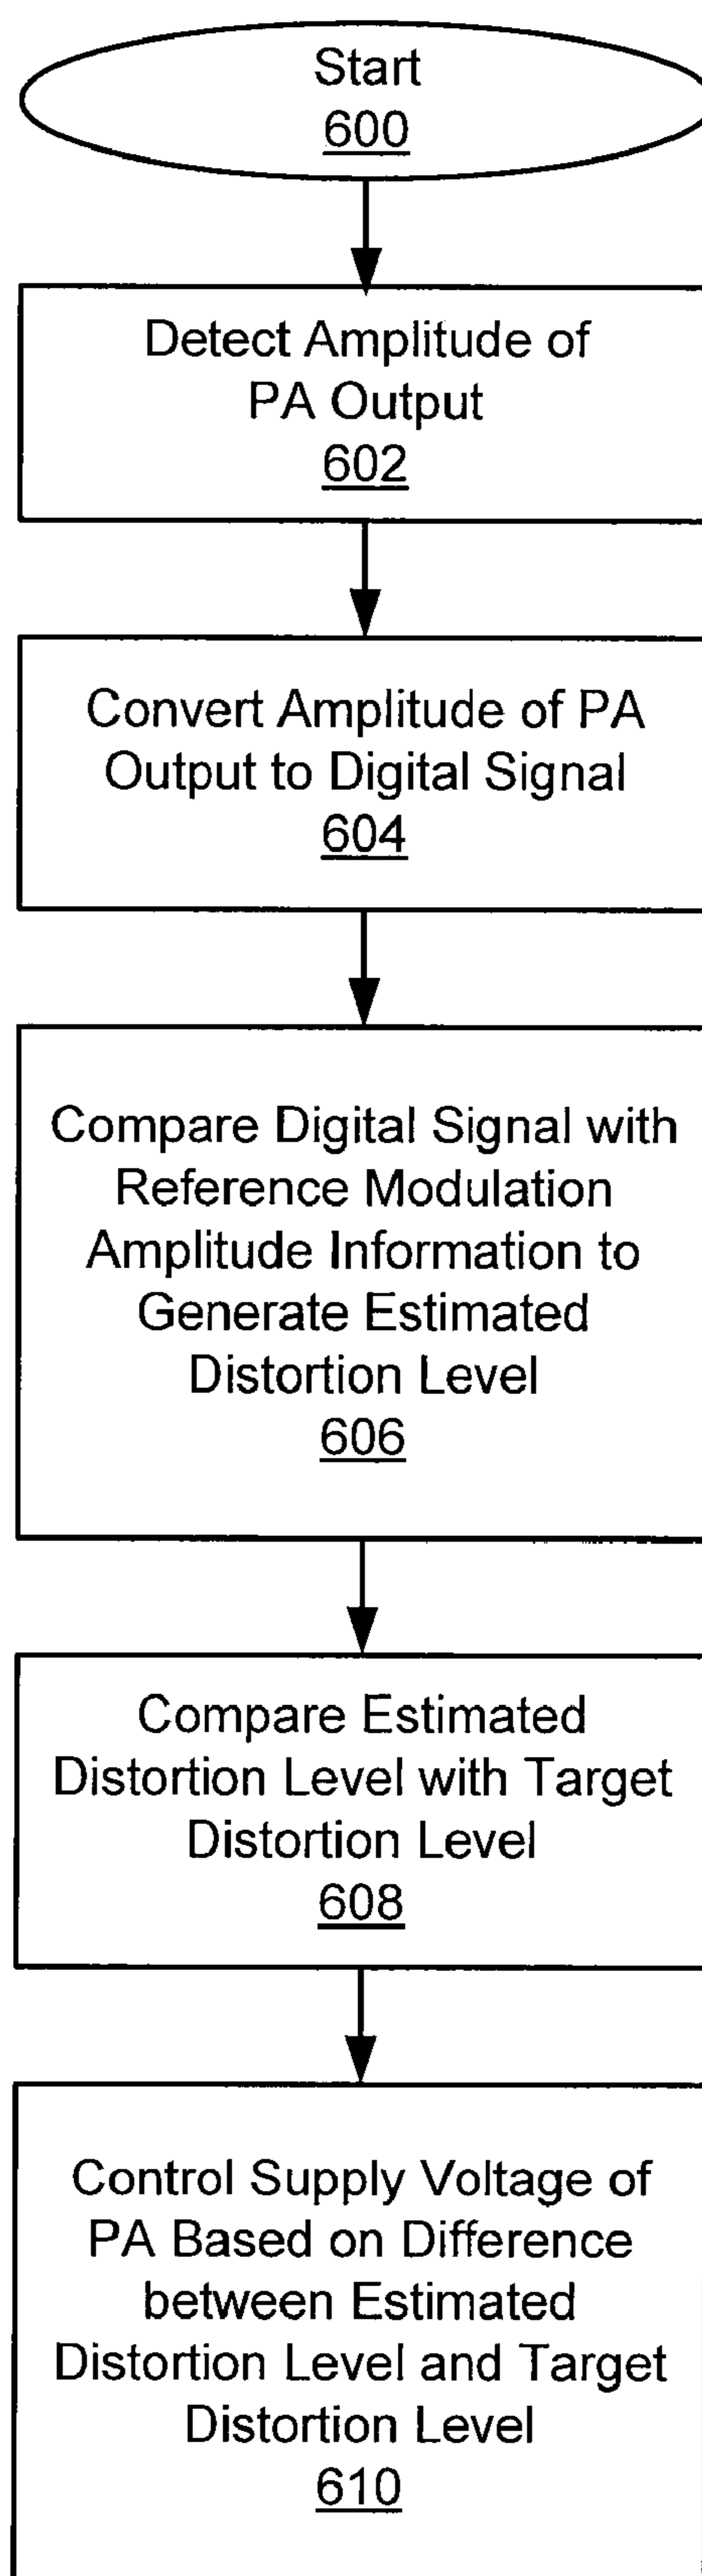 Start
600
Detect Amplitude of
PA Output
602
Convert Amplitude of PA
Output to Digital Signal
604
Compare Digital Signal with
Reference Modulation
Amplitude Information to
Generate Estimated
Distortion Level
606
Compare Estimated
Distortion Level with Target
Distortion Level
608
Control Supply Voltage of
PA Based on Difference
between Estimated
Distortion Level and Target
Distortion Level
610